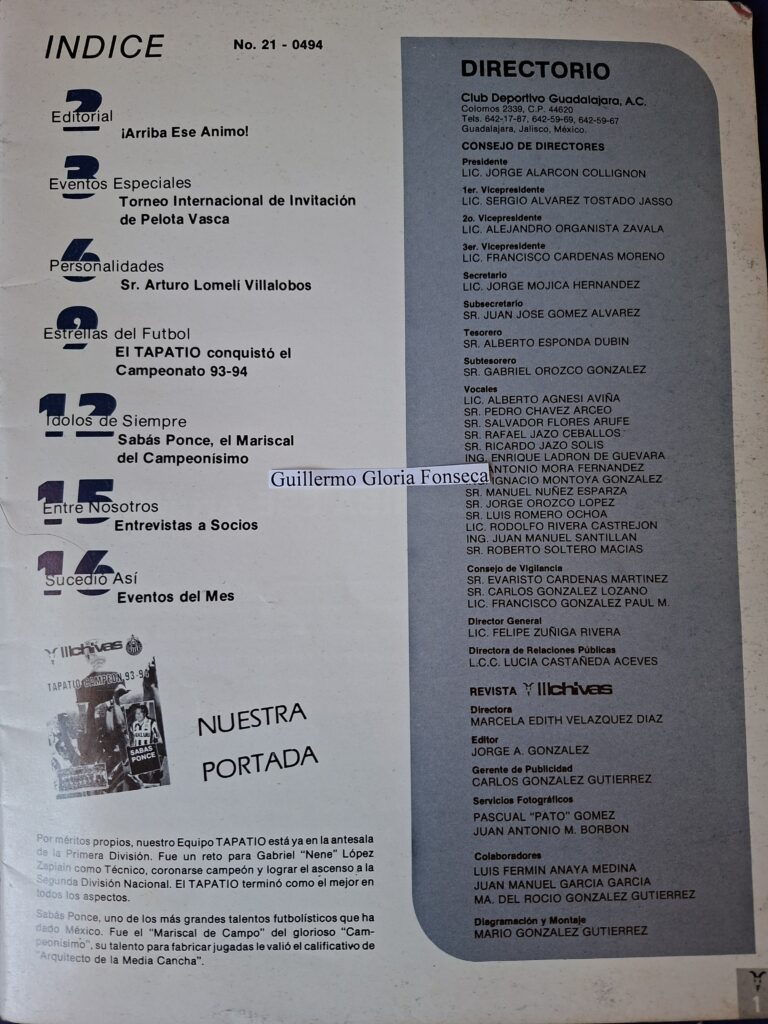 INDICE
No. 21 - 0494
2
Editorial
¡Arriba Ese Animo!
3
Eventos Especiales
Torneo Internacional de Invitación
de Pelota Vasca
6
Personalidades
Sr. Arturo Lomelí Villalobos
9
Estrellas del Futbol
El TAPATIO conquistó el
Campeonato 93-94
12
Idolos de Siempre
Sabás Ponce, el Mariscal
del Campeonísimo
15
Entre Nosotros
Entrevistas a Socios
16
Sucedió Así
Eventos del Mes
chivas
TAPATIO CAMPEON 93-94
SABAS
PONCE
NUESTRA
PORTADA
Por méritos propios, nuestro Equipo TAPATIO está ya en la antesala
de la Primera División. Fue un reto para Gabriel "Nene" López
Zapiain como Técnico, coronarse campeón y lograr el ascenso a la
Segunda División Nacional. El TAPATIO terminó como el mejor en
todos los aspectos.
Sabás Ponce, uno de los más grandes talentos futbolísticos que ha
dado México. Fue el "Mariscal de Campo" del glorioso "Cam-
peonísimo", su talento para fabricar jugadas le valió el calificativo de
"Arquitecto de la Media Cancha".
DIRECTORIO
Club Deportivo Guadalajara, A.C.
Colomos 2339, C.P. 44620
Tels. 642-17-87, 642-59-69, 642-59-67
Guadalajara, Jalisco, México.
CONSEJO DE DIRECTORES
Presidente
LIC. JORGE ALARCON COLLIGNON
1er. Vicepresidente
LIC. SERGIO ALVAREZ TOSTADO JASSO
2o. Vicepresidente
LIC. ALEJANDRO ORGANISTA ZAVALA
3er. Vicepresidente
LIC. FRANCISCO CARDENAS MORENO
Secretario
LIC. JORGE MOJICA HERNANDEZ
Subsecretario
SR. JUAN JOSE GOMEZ ALVAREZ
Tesorero
SR. ALBERTO ESPONDA DUBIN
Subtesorero
SR. GABRIEL OROZCO GONZALEZ
Vocales
LIC. ALBERTO AGNESI AVIÑA
SR. PEDRO CHAVEZ ARCEO
SR. SALVADOR FLORES ARUFE
SR. RAFAEL JAZO CEBALLOS
SR. RICARDO JAZO SOLIS
ING. ENRIQUE LADRON DE GUEVARA
ANTONIO MORA FERNANDEZ
Guillermo Gloria Fonseca
IGNACIO MONTOYA GONZALEZ
SR. MANUEL NUÑEZ ESPARZA
SR. JORGE OROZCO LOPEZ
SR. LUIS ROMERO OCHOA
LIC. RODOLFO RIVERA CASTREJON
ING. JUAN MANUEL SANTILLAN
SR. ROBERTO SOLTERO MACIAS
Consejo de Vigilancia
SR. EVARISTO CARDENAS MARTINEZ
SR. CARLOS GONZALEZ LOZANO
LIC. FRANCISCO GONZALEZ PAUL M.
Director General
LIC. FELIPE ZUÑIGA RIVERA
Directora de Relaciones Públicas
L.C.C. LUCIA CASTAÑEDA ACEVES
REVISTA chivas
Directora
MARCELA EDITH VELAZQUEZ DIAZ
Editor
JORGE A. GONZALEZ
Gerente de Publicidad
CARLOS GONZALEZ GUTIERREZ
Servicios Fotográficos
PASCUAL "PATO" GOMEZ
JUAN ANTONIO M. BORBON
Colaboradores
LUIS FERMIN ANAYA MEDINA
JUAN MANUEL GARCIA GARCIA
MA. DEL ROCIO GONZALEZ GUTIERREZ
Diagramación y Montaje
MARIO GONZALEZ GUTIERREZ
1